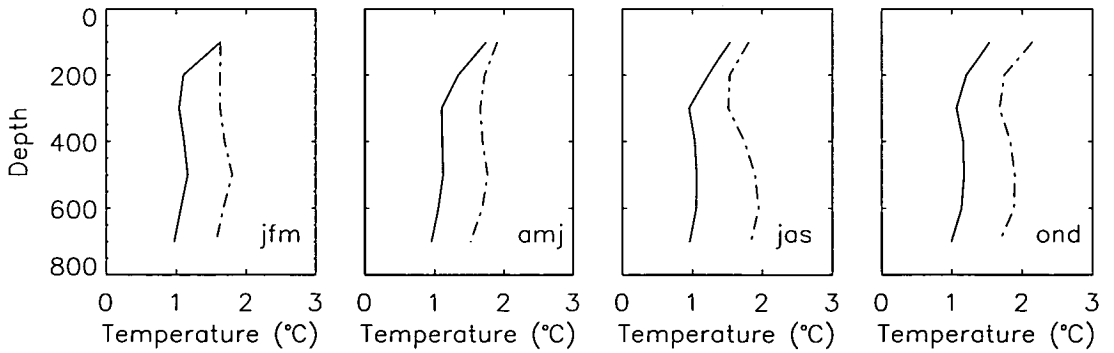 0
200
400
600
800
Depth
jfm
amj
jas
ond
0 1 2 3
0 1 2 3
0 1 2 3
0 1 2 3
Temperature (°C)
Temperature (°C)
Temperature (°C)
Temperature (°C)